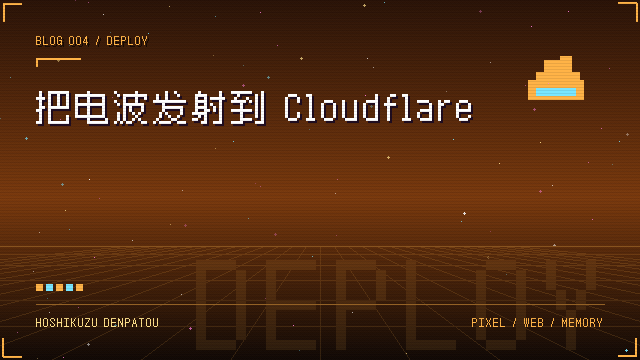 BLOG 004 / DEPLOY
把电波发射到 Cloudflare
DEPLOY
HOSHIKUZU DENPATOU
PIXEL / WEB / MEMORY